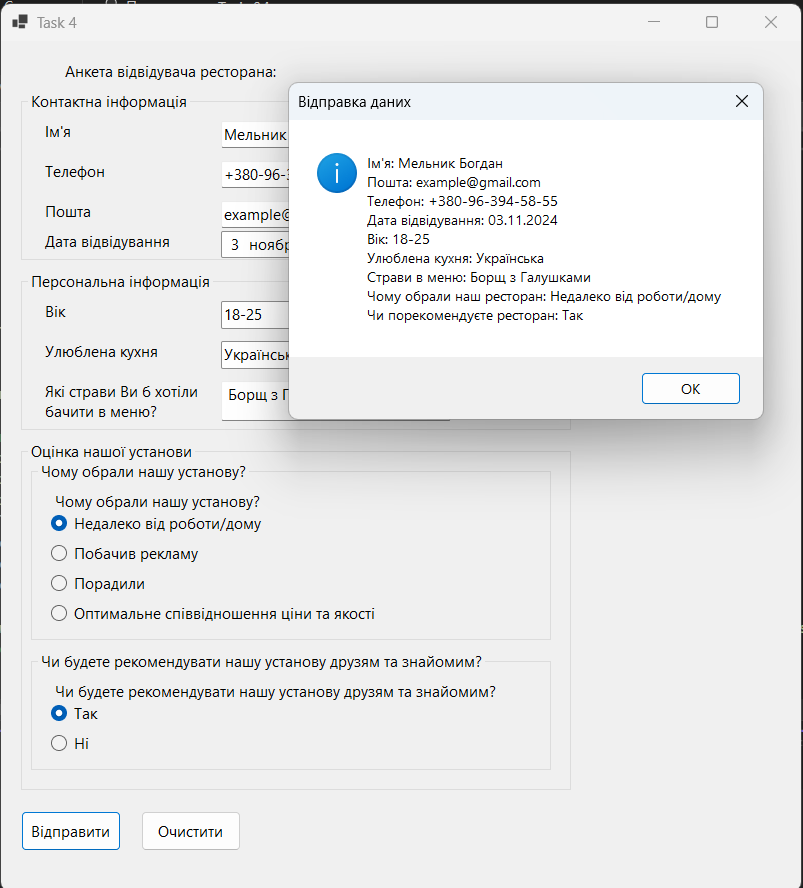 Task 4
Анкета відвідувача ресторана:
Контактна інформація
Ім'я
Мельник
Телефон
+380-96-3
Пошта
example@
Дата відвідування
3 нояб
Персональна інформація
Вік
18-25
Улюблена кухня
Українськ
Які страви Ви б хотіли
бачити в меню?
Борщ з Г
Відправка даних
Ім'я: Мельник Богдан
Пошта: example@gmail.com
Телефон: +380-96-394-58-55
Дата відвідування: 03.11.2024
Вік: 18-25
Улюблена кухня: Українська
Страви в меню: Борщ з Галушками
Чому обрали наш ресторан: Недалеко від роботи/дому
Чи порекомендуєте ресторан: Так
ОК
Оцінка нашої установи
Чому обрали нашу установу?
Чому обрали нашу установу?
Недалеко від роботи/дому
Побачив рекламу
Порадили
Оптимальне співвідношення ціни та якості
Чи будете рекомендувати нашу установу друзям та знайомим?
Чи будете рекомендувати нашу установу друзям та знайомим?
Так
Ні
Відправити
Очистити